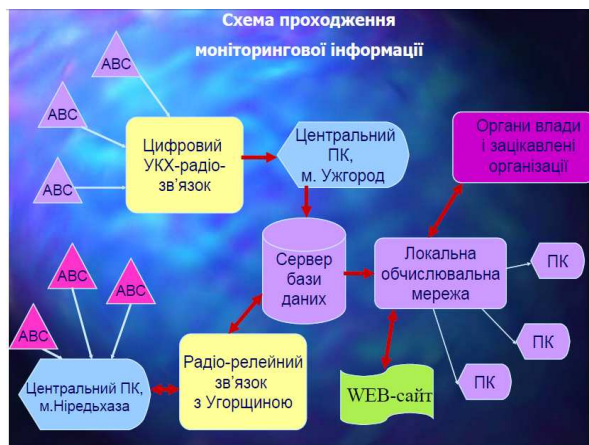 Схема проходження
моніторингової інформації
АВС
АВС
АВС
Цифровий
УКХ-радіо-
зв'язок
Центральний
ПК,
м. Ужгород
Органи влади
і зацікавлені
організації
Сервер
бази
даних
Локальна
обчислювальна
мережа
ПК
ПК
ПК
АВС
АВС
АВС
Центральний ПК,
м.Ніредьхаза
Радіо-релейний
зв'язок
з Угорщиною
WEB-сайт